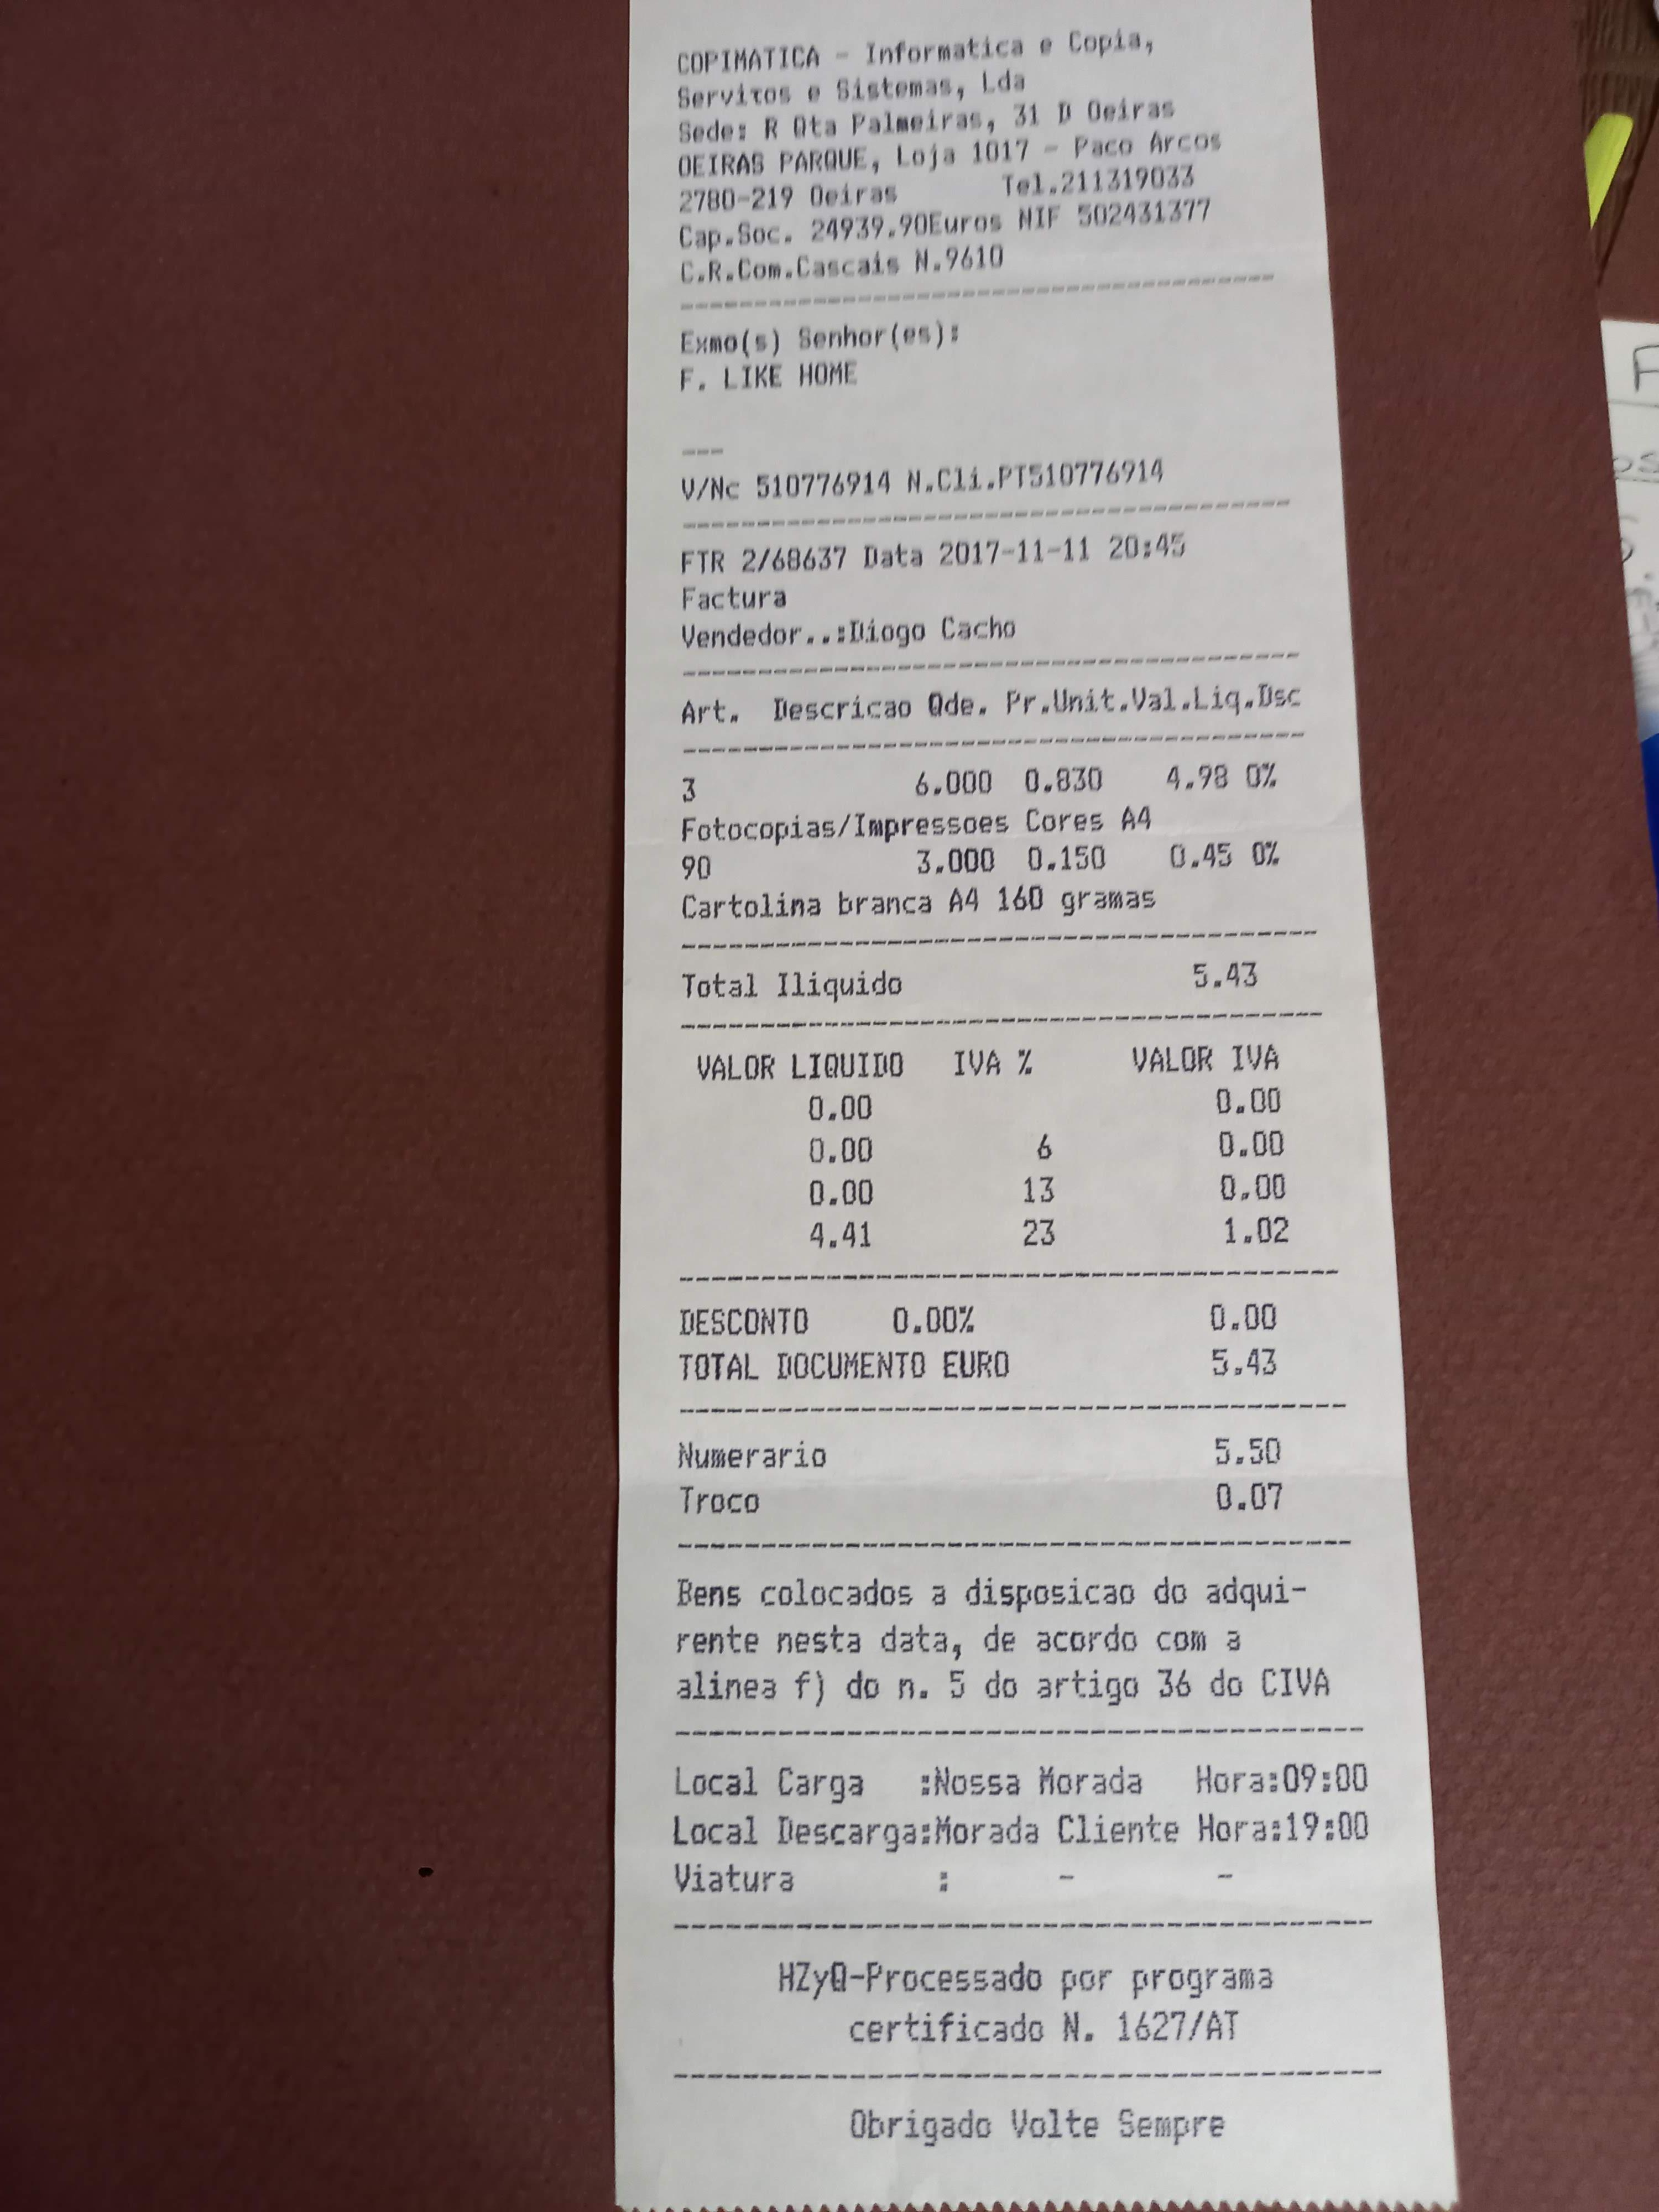 COPIMATICA - Informatica e Copia,
Servitos e Sistemas, Lda
Sede: R Qta Palmeiras, 31 D Oeiras
OEIRAS PARQUE, Loja 1017 - Paco Arcos
2780-219 Oeiras Tel.211319033
Cap.Soc. 24939.90Euros NIF 502431377
C.R.Com.Cascais N.9610
Exmo(s) Senhor(es):
F. LIKE HOME
---
V/Nc 510776914 N.Cli.PT510776914
FTR 2/68637 Data 2017-11-11 20:45
Factura
Vendedor..:Diogo Cacho
Art. Descricao Qde. Pr.Unit.Val.Liq.Dsc
3 6.000 0.830 4.98 0%
Fotocopias/Impressoes Cores A4
90 3.000 0.150 0.45 0%
Cartolina branca A4 160 gramas
Total Iliquido 5.43
VALOR LIQUIDO IVA % VALOR IVA
0.00 0.00
0.00 6 0.00
0.00 13 0.00
4.41 23 1.02
DESCONTO 0.00% 0.00
TOTAL DOCUMENTO EURO 5.43
Numerario 5.50
Troco 0.07
Bens colocados a disposicao do adqui-
rente nesta data, de acordo com a
alinea f) do n. 5 do artigo 36 do CIVA
Local Carga :Nossa Morada Hora:09:00
Local Descarga:Morada Cliente Hora:19:00
Viatura : - -
HZyQ-Processado por programa
certificado N. 1627/AT
Obrigado Volte Sempre